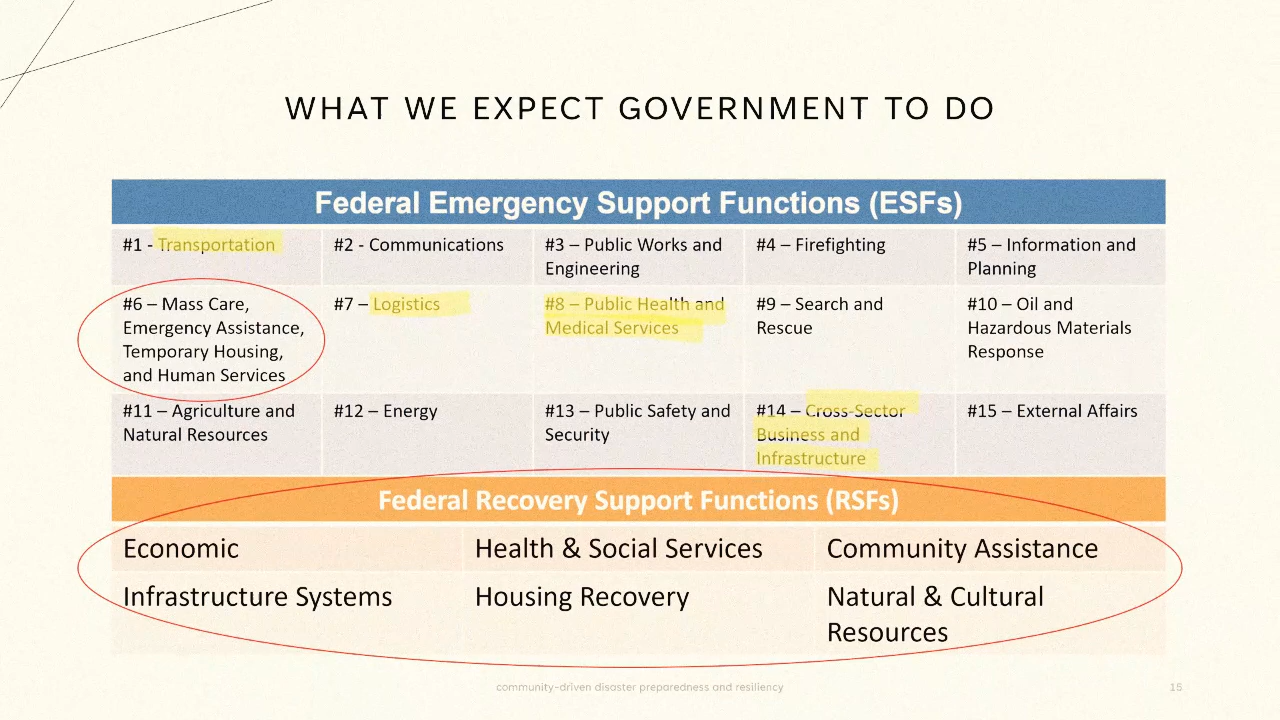 WHAT WE EXPECT GOVERNMENT TO DO
Federal Emergency Support Functions (ESFs)
#1 - Transportation
#2 - Communications
#3 – Public Works and
Engineering
#4 – Firefighting
#5 – Information and
Planning
#6 – Mass Care,
Emergency Assistance,
Temporary Housing,
and Human Services
#7 – Logistics
#8 – Public Health and
Medical Services
#9 – Search and
Rescue
#10 – Oil and
Hazardous Materials
Response
#11 – Agriculture and
Natural Resources
#12 – Energy
#13 – Public Safety and
Security
#14 – Cross-Sector
Business and
Infrastructure
#15 – External Affairs
Federal Recovery Support Functions (RSFs)
Economic
Health & Social Services
Community Assistance
Infrastructure Systems
Housing Recovery
Natural & Cultural
Resources
community-driven disaster preparedness and resiliency
15